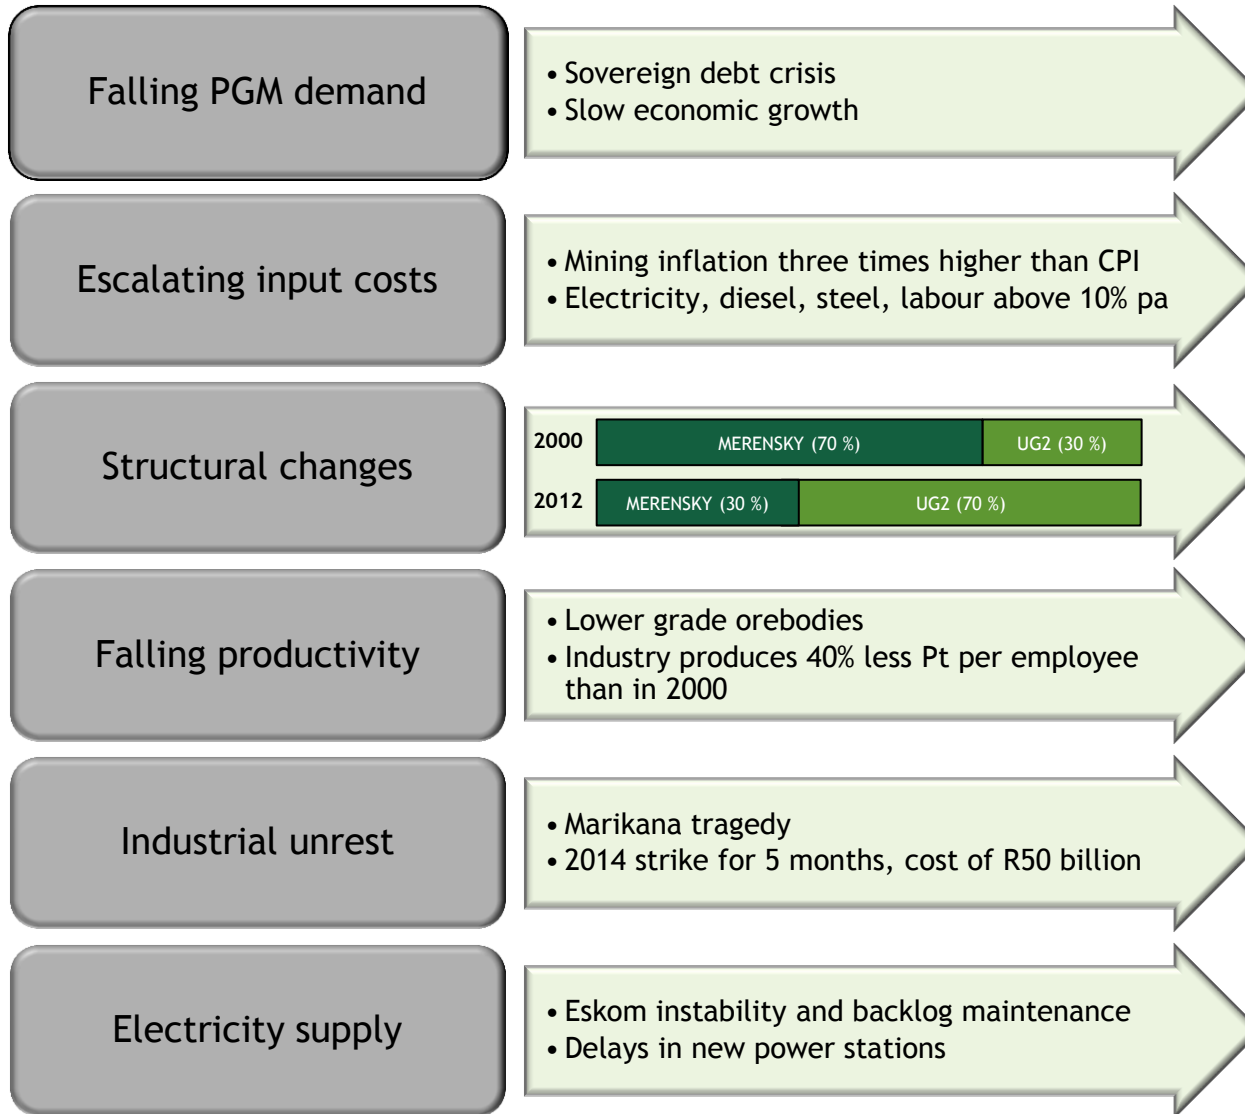 Falling PGM demand
• Sovereign debt crisis
• Slow economic growth
Escalating input costs
• Mining inflation three times higher than CPI
• Electricity, diesel, steel, labour above 10% pa
Structural changes
2000 MERENSKY (70 %) UG2 (30 %)
2012 MERENSKY (30 %) UG2 (70 %)
Falling productivity
• Lower grade orebodies
• Industry produces 40% less Pt per employee
than in 2000
Industrial unrest
• Marikana tragedy
• 2014 strike for 5 months, cost of R50 billion
Electricity supply
• Eskom instability and backlog maintenance
• Delays in new power stations